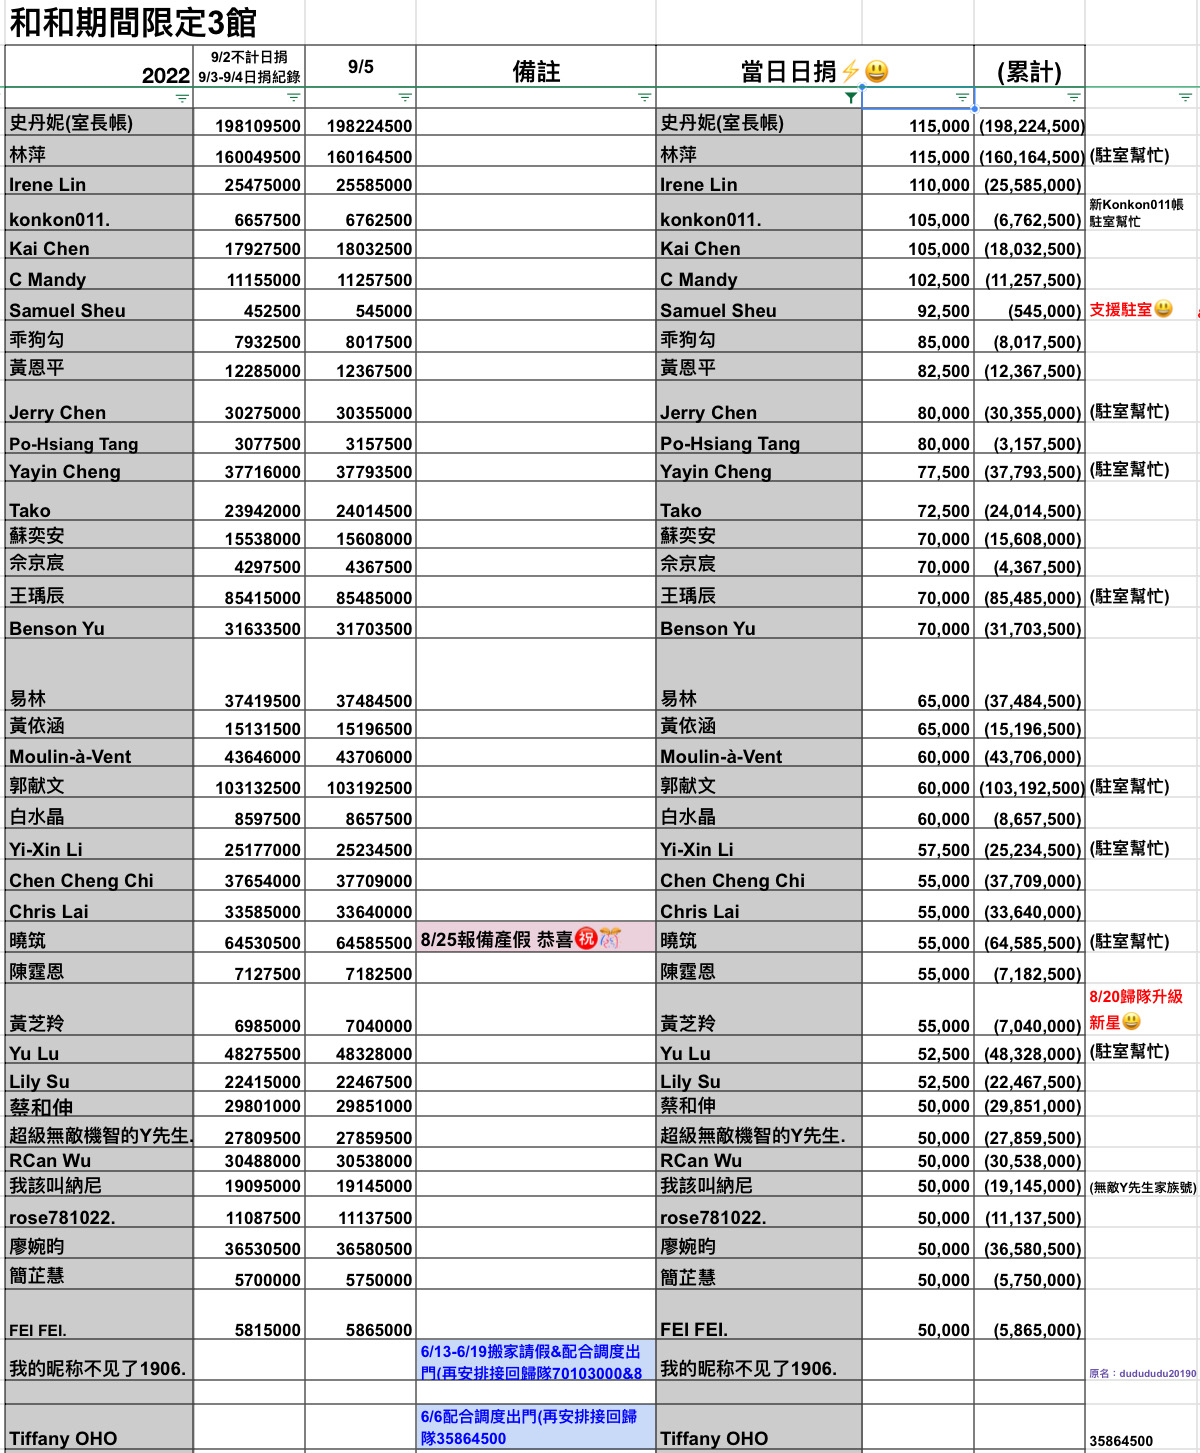 和和期間限定3館
2022 9/2不計日捐 9/3-9/4日捐紀錄 9/5 備註 當日日捐⚡😃 (累計)
史丹妮(室長帳) 198109500 198224500 史丹妮(室長帳) 115,000 (198,224,500)
林萍 160049500 160164500 林萍 115,000 (160,164,500) (駐室幫忙)
Irene Lin 25475000 25585000 Irene Lin 110,000 (25,585,000)
konkon011. 6657500 6762500 konkon011. 105,000 (6,762,500) 新Konkon011帳 駐室幫忙
Kai Chen 17927500 18032500 Kai Chen 105,000 (18,032,500)
C Mandy 11155000 11257500 C Mandy 102,500 (11,257,500)
Samuel Sheu 452500 545000 Samuel Sheu 92,500 (545,000) 支援駐室😃
乖狗勾 7932500 8017500 乖狗勾 85,000 (8,017,500)
黃恩平 12285000 12367500 黃恩平 82,500 (12,367,500)
Jerry Chen 30275000 30355000 Jerry Chen 80,000 (30,355,000) (駐室幫忙)
Po-Hsiang Tang 3077500 3157500 Po-Hsiang Tang 80,000 (3,157,500)
Yayin Cheng 37716000 37793500 Yayin Cheng 77,500 (37,793,500) (駐室幫忙)
Tako 23942000 24014500 Tako 72,500 (24,014,500)
蘇奕安 15538000 15608000 蘇奕安 70,000 (15,608,000)
佘京宸 4297500 4367500 佘京宸 70,000 (4,367,500)
王瑀辰 85415000 85485000 王瑀辰 70,000 (85,485,000) (駐室幫忙)
Benson Yu 31633500 31703500 Benson Yu 70,000 (31,703,500)
易林 37419500 37484500 易林 65,000 (37,484,500)
黃依涵 15131500 15196500 黃依涵 65,000 (15,196,500)
Moulin-à-Vent 43646000 43706000 Moulin-à-Vent 60,000 (43,706,000)
郭献文 103132500 103192500 郭献文 60,000 (103,192,500) (駐室幫忙)
白水晶 8597500 8657500 白水晶 60,000 (8,657,500)
Yi-Xin Li 25177000 25234500 Yi-Xin Li 57,500 (25,234,500) (駐室幫忙)
Chen Cheng Chi 37654000 37709000 Chen Cheng Chi 55,000 (37,709,000)
Chris Lai 33585000 33640000 Chris Lai 55,000 (33,640,000)
曉筑 64530500 64585500 8/25報備產假 恭喜㊗️🎊 曉筑 55,000 (64,585,500) (駐室幫忙)
陳霆恩 7127500 7182500 陳霆恩 55,000 (7,182,500)
黃芝羚 6985000 7040000 黃芝羚 55,000 (7,040,000) 8/20歸隊升級 新星😃
Yu Lu 48275500 48328000 Yu Lu 52,500 (48,328,000) (駐室幫忙)
Lily Su 22415000 22467500 Lily Su 52,500 (22,467,500)
蔡和伸 29801000 29851000 蔡和伸 50,000 (29,851,000)
超級無敵機智的Y先生. 27809500 27859500 超級無敵機智的Y先生. 50,000 (27,859,500)
RCan Wu 30488000 30538000 RCan Wu 50,000 (30,538,000)
我該叫納尼 19095000 19145000 我該叫納尼 50,000 (19,145,000) (無敵Y先生家族號)
rose781022. 11087500 11137500 rose781022. 50,000 (11,137,500)
廖婉昀 36530500 36580500 廖婉昀 50,000 (36,580,500)
簡芷慧 5700000 5750000 簡芷慧 50,000 (5,750,000)
FEI FEI. 5815000 5865000 FEI FEI. 50,000 (5,865,000)
我的昵称不见了1906. 6/13-6/19搬家請假&配合調度出門(再安排接回歸隊70103000&8 我的昵称不见了1906. 原名：dudududu20190
Tiffany OHO 6/6配合調度出門(再安排接回歸隊35864500 Tiffany OHO 35864500